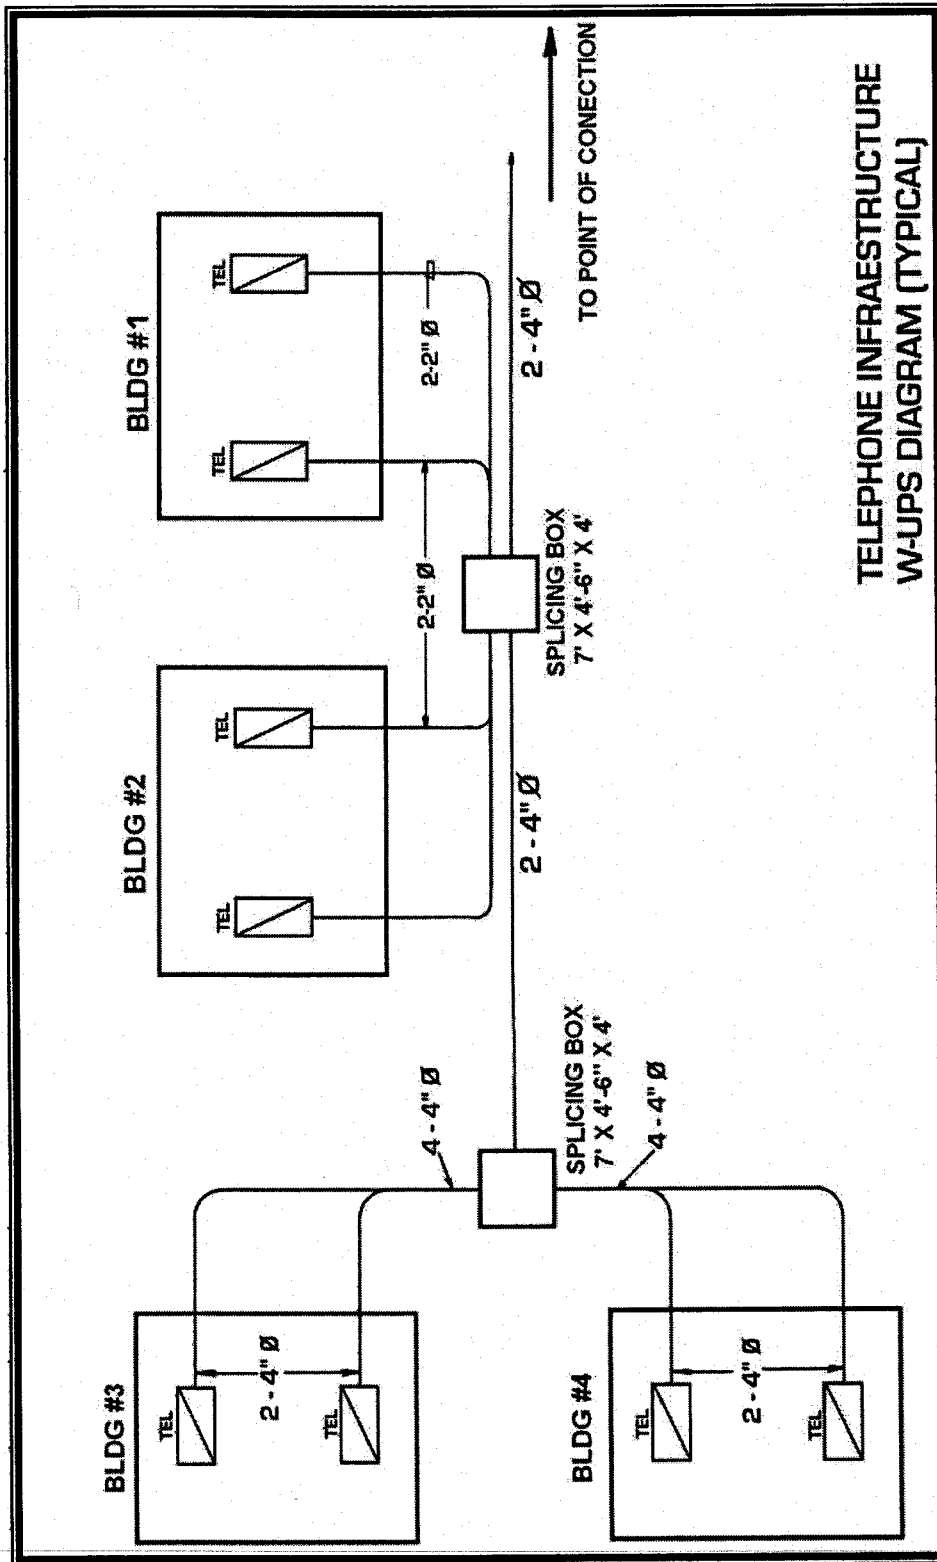 BLDG #3
TEL
TEL
2 - 4" Ø
4 - 4" Ø
BLDG #2
TEL
TEL
BLDG #1
TEL
TEL
2-2" Ø
2-2" Ø
2 - 4" Ø
2 - 4" Ø
TO POINT OF CONECTION
SPLICING BOX
7' X 4'-6" X 4'
SPLICING BOX
7' X 4'-6" X 4'
4 - 4" Ø
BLDG #4
TEL
TEL
2 - 4" Ø
TELEPHONE INFRAESTRUCTURE
W-UPS DIAGRAM (TYPICAL)